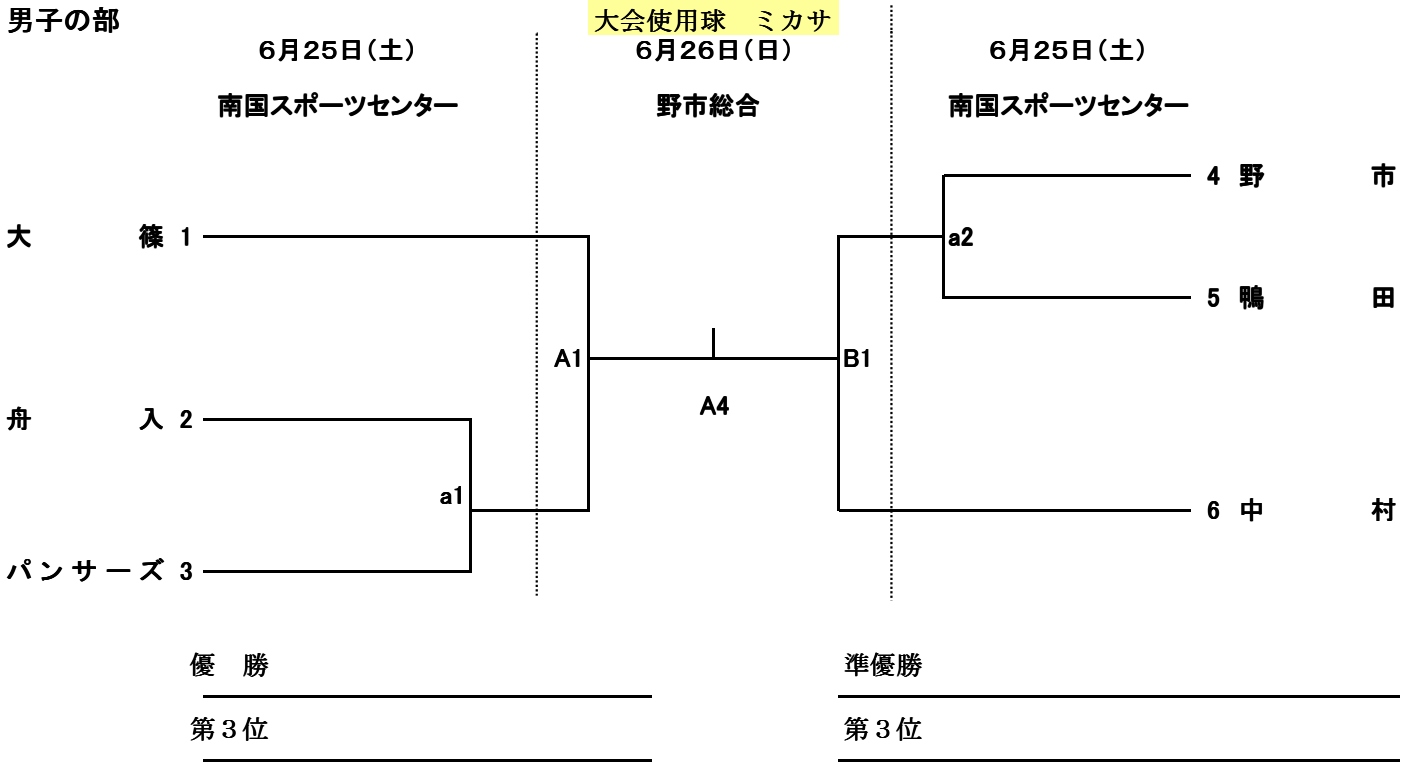 男子の部
大会使用球　ミカサ
6月25日(土)
6月26日(日)
6月25日(土)
南国スポーツセンター
野市総合
南国スポーツセンター
4 野市
大篠 1
a2
5 鴨田
A1
B1
A4
舟入 2
a1
6 中村
パンサーズ 3
優　勝
準優勝
第３位
第３位